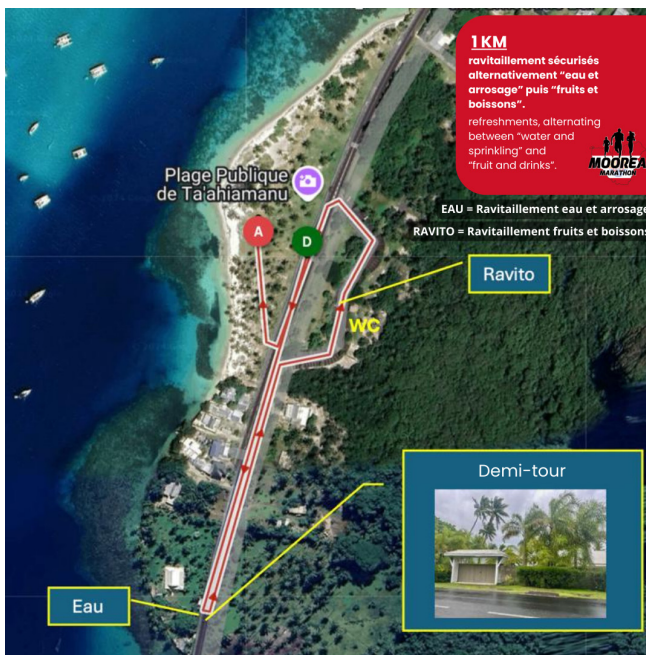 1 KM
ravitaillement sécurisés
alternativement "eau et
arrosage" puis "fruits et
boissons".
refreshments, alternating
between "water and
sprinkling" and
"fruit and drinks".
MOOREA
MARATHON
EAU = Ravitaillement eau et arrosage
RAVITO = Ravitaillement fruits et boissons
Plage Publique
de Ta'ahiamanu
A
D
Ravito
WC
Demi-tour
Eau